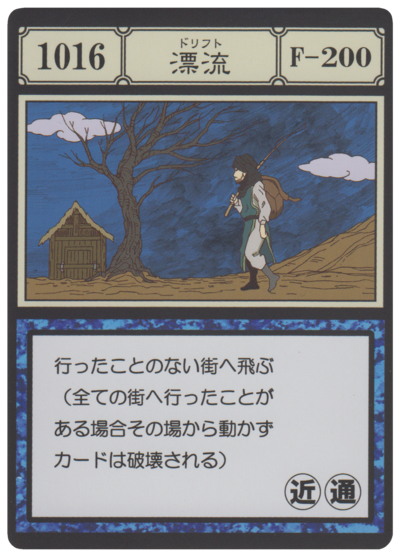 1016
ドリフト
漂流
F-200
行ったことのない街へ飛ぶ
(全ての街へ行ったことが
ある場合その場から動かず
カードは破壊される)
近 通